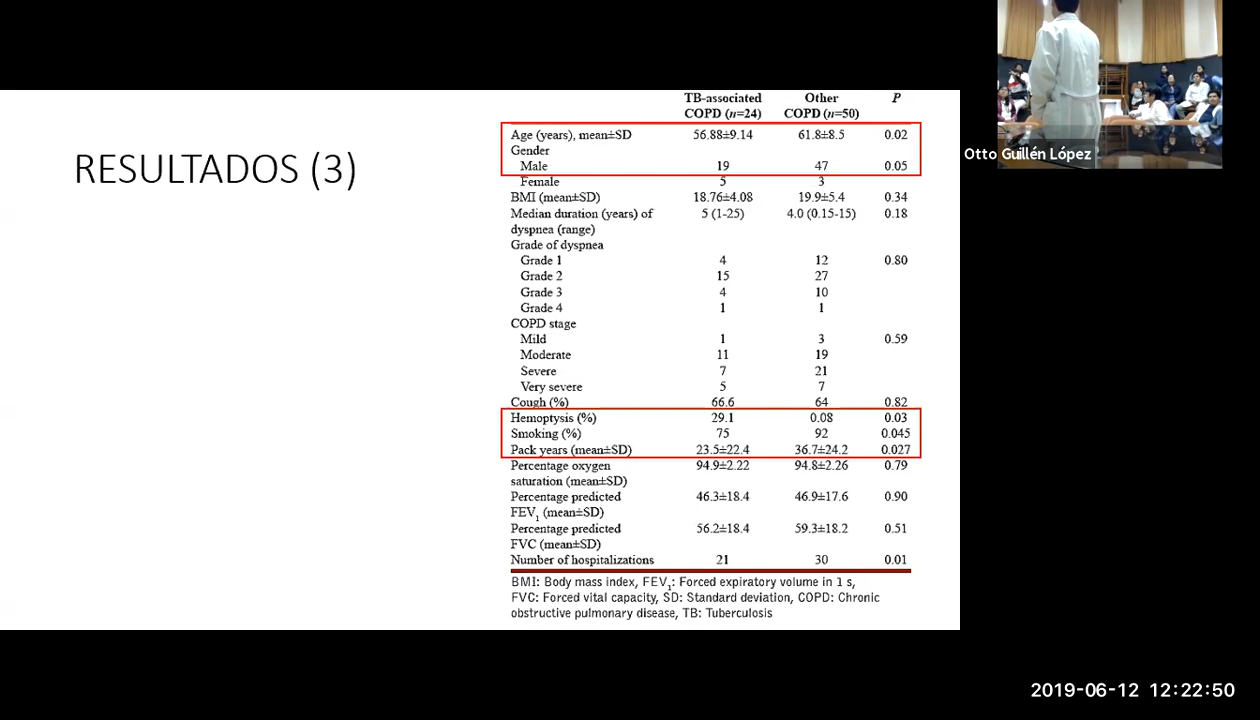 RESULTADOS (3)
TB-associated COPD (n=24) Other COPD (n=50) P
Age (years), mean±SD 56.88±9.14 61.8±8.5 0.02
Gender
Male 19 47 0.05
Female 5 3
BMI (mean±SD) 18.76±4.08 19.9±5.4 0.34
Median duration (years) of dyspnea (range) 5 (1-25) 4.0 (0.15-15) 0.18
Grade of dyspnea
Grade 1 4 12 0.80
Grade 2 15 27
Grade 3 4 10
Grade 4 1 1
COPD stage
Mild 1 3 0.59
Moderate 11 19
Severe 7 21
Very severe 5 7
Cough (%) 66.6 64 0.82
Hemoptysis (%) 29.1 0.08 0.03
Smoking (%) 75 92 0.045
Pack years (mean±SD) 23.5±22.4 36.7±24.2 0.027
Percentage oxygen saturation (mean±SD) 94.9±2.22 94.8±2.26 0.79
Percentage predicted FEV1 (mean±SD) 46.3±18.4 46.9±17.6 0.90
Percentage predicted FVC (mean±SD) 56.2±18.4 59.3±18.2 0.51
Number of hospitalizations 21 30 0.01
BMI: Body mass index, FEV1: Forced expiratory volume in 1 s,
FVC: Forced vital capacity, SD: Standard deviation, COPD: Chronic
obstructive pulmonary disease, TB: Tuberculosis
Otto Guillén López
2019-06-12 12:22:50